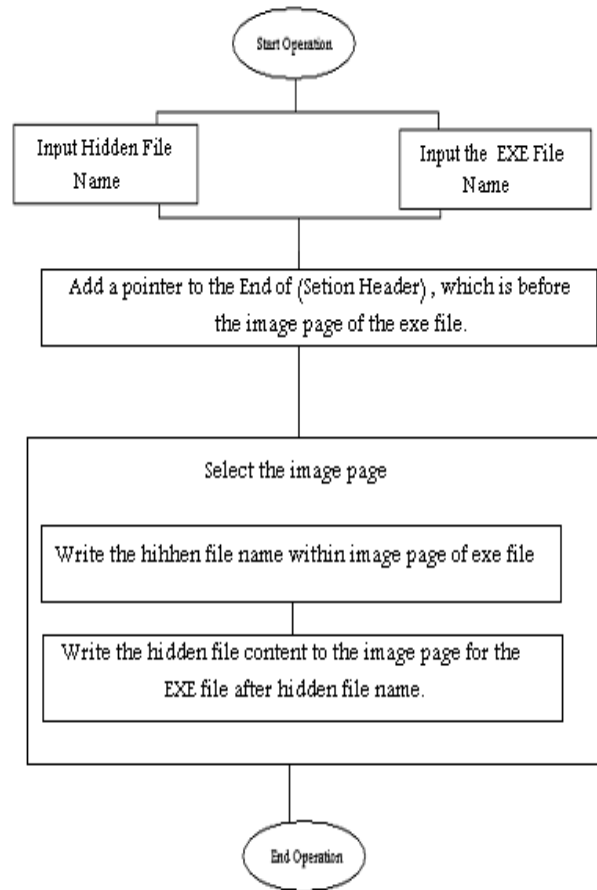 Start Operation
Input Hidden File
Name
Input the EXE File
Name
Add a pointer to the End of (Setion Header) , which is before
the image page of the exe file.
Select the image page
Write the hihhen file name within image page of exe file
Write the hidden file content to the image page for the
EXE file after hidden file name.
End Operation